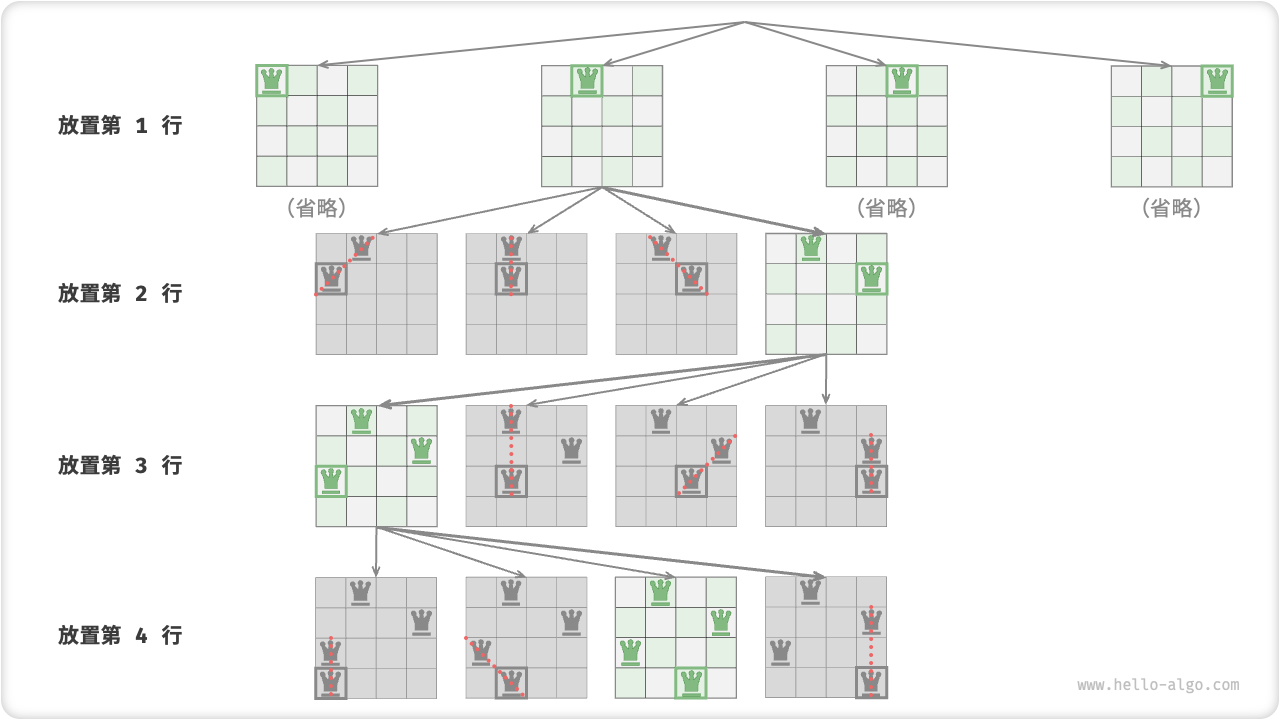 放置第 1 行
（省略）
（省略）
（省略）
放置第 2 行
放置第 3 行
放置第 4 行
www.hello-algo.com